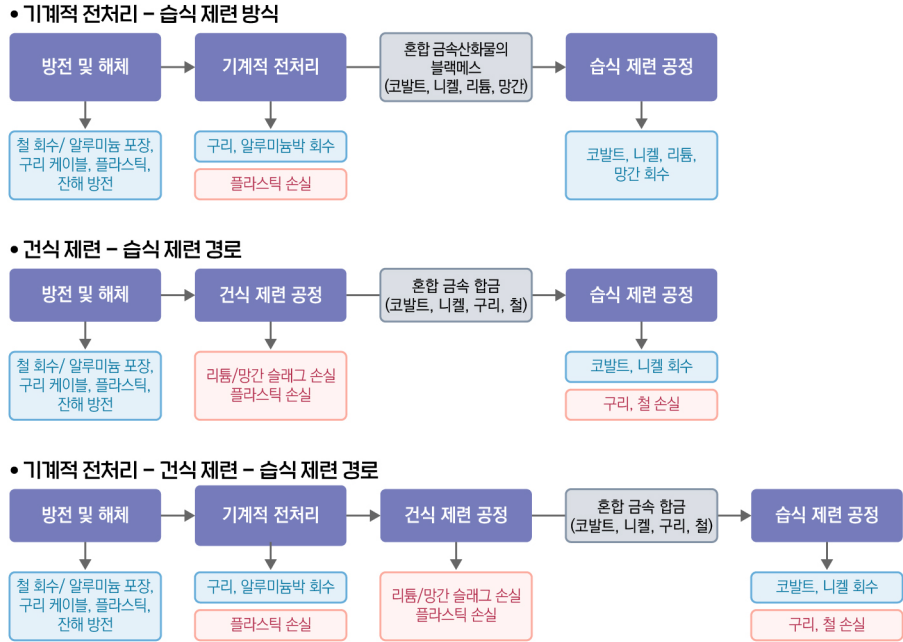 • 기계적 전처리 – 습식 제련 방식
방전 및 해체
기계적 전처리
혼합 금속산화물의
블랙메스
(코발트, 니켈, 리튬, 망간)
습식 제련 공정
철 회수/ 알루미늄 포장,
구리 케이블, 플라스틱,
잔해 방전
구리, 알루미늄박 회수
플라스틱 손실
코발트, 니켈, 리튬,
망간 회수
• 건식 제련 – 습식 제련 경로
방전 및 해체
건식 제련 공정
혼합 금속 합금
(코발트, 니켈, 구리, 철)
습식 제련 공정
철 회수/ 알루미늄 포장,
구리 케이블, 플라스틱,
잔해 방전
리튬/망간 슬래그 손실
플라스틱 손실
코발트, 니켈 회수
구리, 철 손실
• 기계적 전처리 – 건식 제련 – 습식 제련 경로
방전 및 해체
기계적 전처리
건식 제련 공정
혼합 금속 합금
(코발트, 니켈, 구리, 철)
습식 제련 공정
철 회수/ 알루미늄 포장,
구리 케이블, 플라스틱,
잔해 방전
구리, 알루미늄박 회수
플라스틱 손실
리튬/망간 슬래그 손실
플라스틱 손실
코발트, 니켈 회수
구리, 철 손실